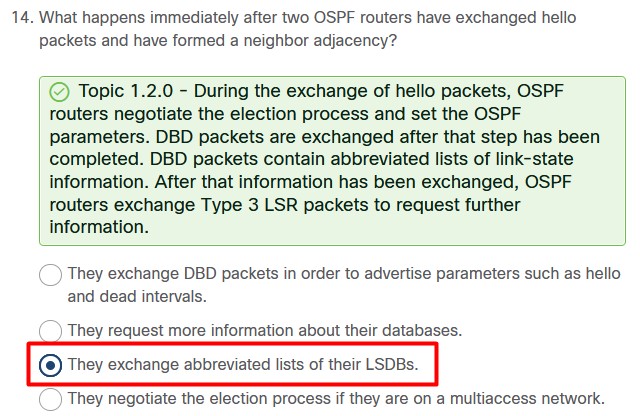 14. What happens immediately after two OSPF routers have exchanged hello
packets and have formed a neighbor adjacency?
Topic 1.2.0 - During the exchange of hello packets, OSPF
routers negotiate the election process and set the OSPF
parameters. DBD packets are exchanged after that step has been
completed. DBD packets contain abbreviated lists of link-state
information. After that information has been exchanged, OSPF
routers exchange Type 3 LSR packets to request further
information.
They exchange DBD packets in order to advertise parameters such as hello
and dead intervals.
They request more information about their databases.
They exchange abbreviated lists of their LSDBs.
They negotiate the election process if they are on a multiaccess network.